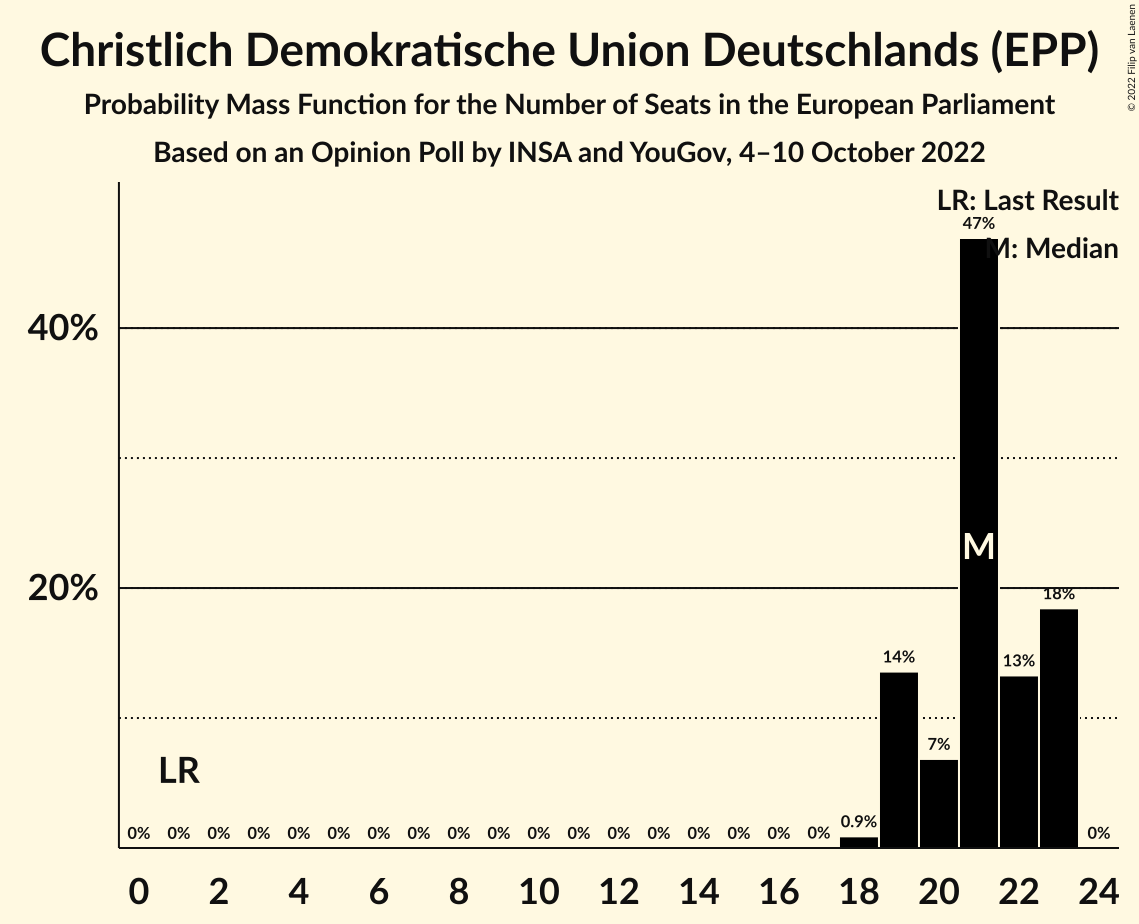 Christlich Demokratische Union Deutschlands (EPP)
Probability Mass Function for the Number of Seats in the European Parliament
Based on an Opinion Poll by INSA and YouGov, 4–10 October 2022
© 2022 Filip van Laenen
LR: Last Result
47%
M: Median
40%
M
20%
18%
14%
13%
7%
LR
0.9%
0% 0% 0% 0% 0% 0% 0% 0% 0% 0% 0% 0% 0% 0% 0% 0% 0% 0% 0%
0 2 4 6 8 10 12 14 16 18 20 22 24